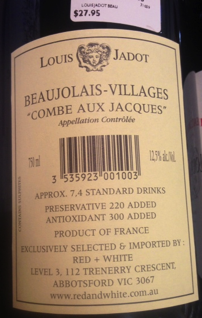 LOUIS JADOT BEAU
$27.95
LOUIS JADOT
BEAUJOLAIS-VILLAGES
"COMBE AUX JACQUES"
Appellation Contrôlée
750 ml
12,5% alc./Vol.
3 535923 001003
APPROX. 7,4 STANDARD DRINKS
PRESERVATIVE 220 ADDED
ANTIOXIDANT 300 ADDED
PRODUCT OF FRANCE
EXCLUSIVELY SELECTED & IMPORTED BY :
RED + WHITE
LEVEL 3, 112 TRENERRY CRESCENT,
ABBOTSFORD VIC 3067
www.redandwhite.com.au